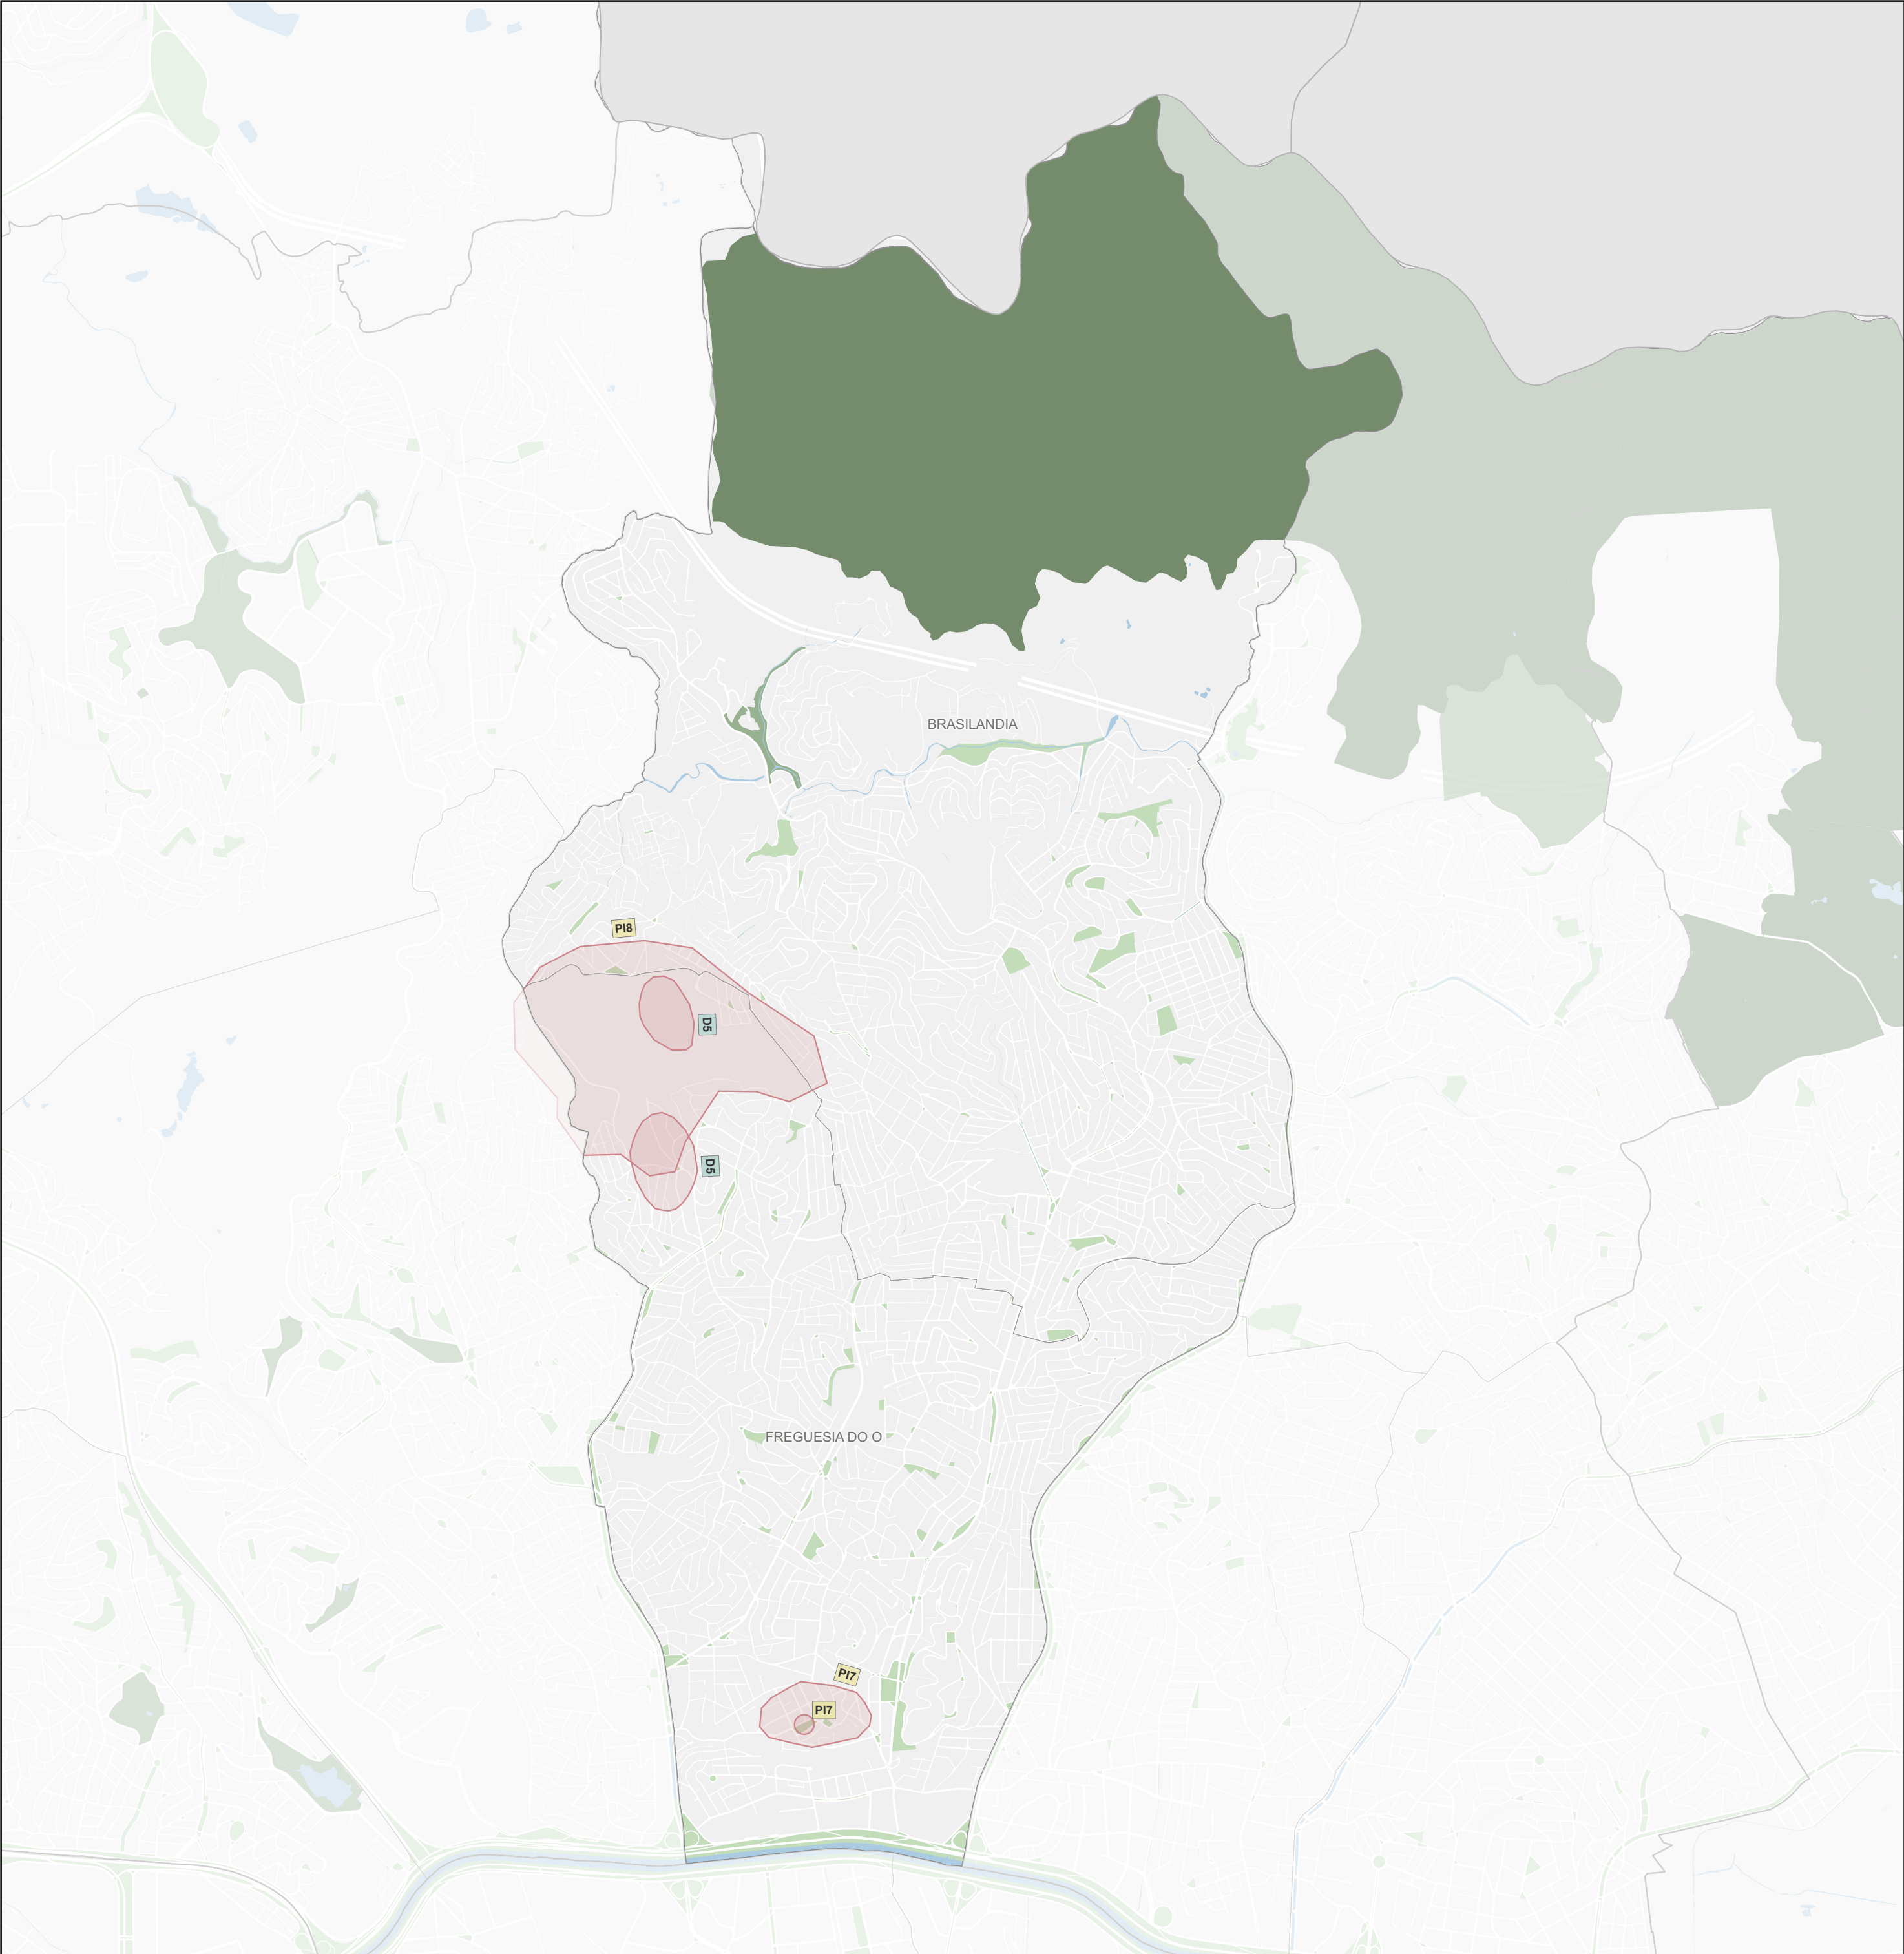 BRASILANDIA
PI8
D5
D5
FREGUESIA DO O
PI7
PI7